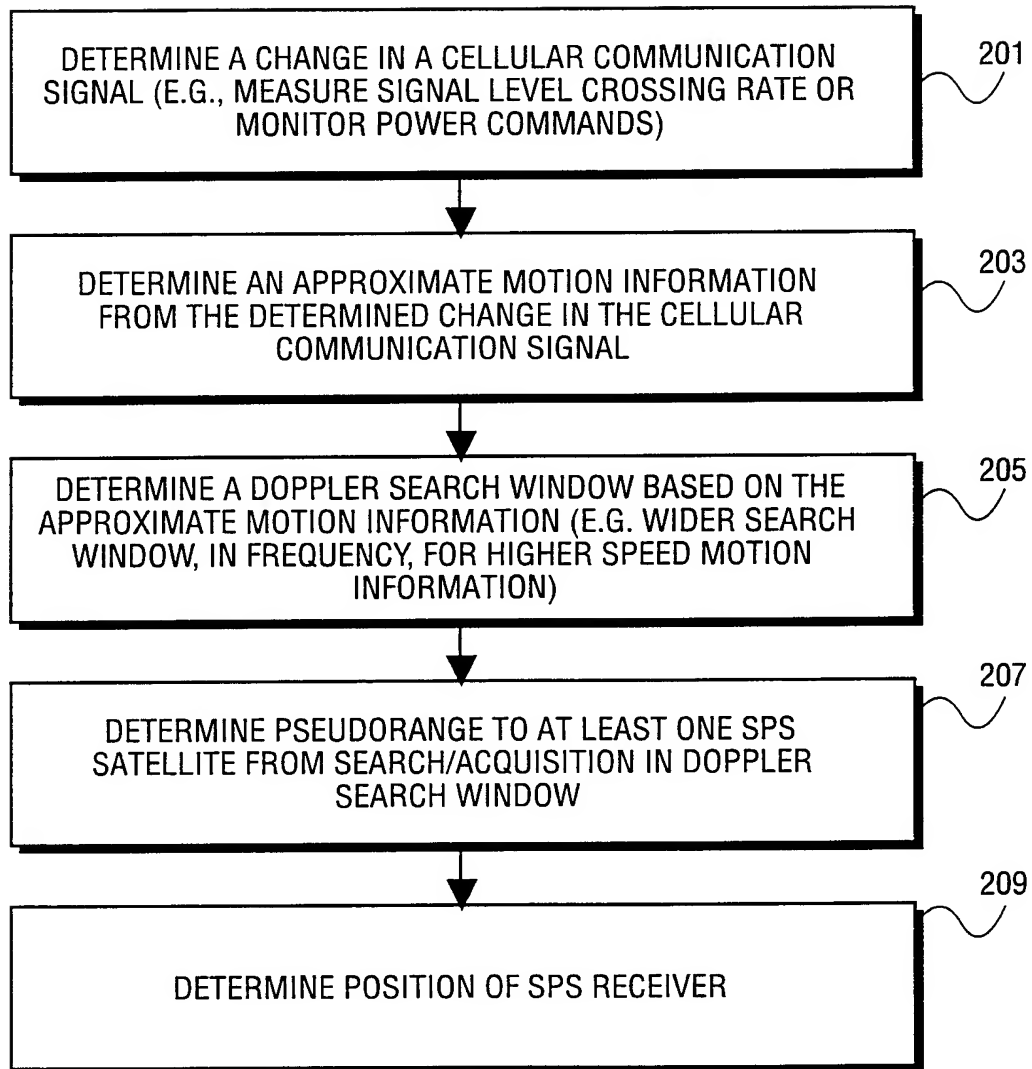 DETERMINE A CHANGE IN A CELLULAR COMMUNICATION
SIGNAL (E.G., MEASURE SIGNAL LEVEL CROSSING RATE OR
MONITOR POWER COMMANDS)
201
DETERMINE AN APPROXIMATE MOTION INFORMATION
FROM THE DETERMINED CHANGE IN THE CELLULAR
COMMUNICATION SIGNAL
203
DETERMINE A DOPPLER SEARCH WINDOW BASED ON THE
APPROXIMATE MOTION INFORMATION (E.G. WIDER SEARCH
WINDOW, IN FREQUENCY, FOR HIGHER SPEED MOTION
INFORMATION)
205
DETERMINE PSEUDORANGE TO AT LEAST ONE SPS
SATELLITE FROM SEARCH/ACQUISITION IN DOPPLER
SEARCH WINDOW
207
DETERMINE POSITION OF SPS RECEIVER
209